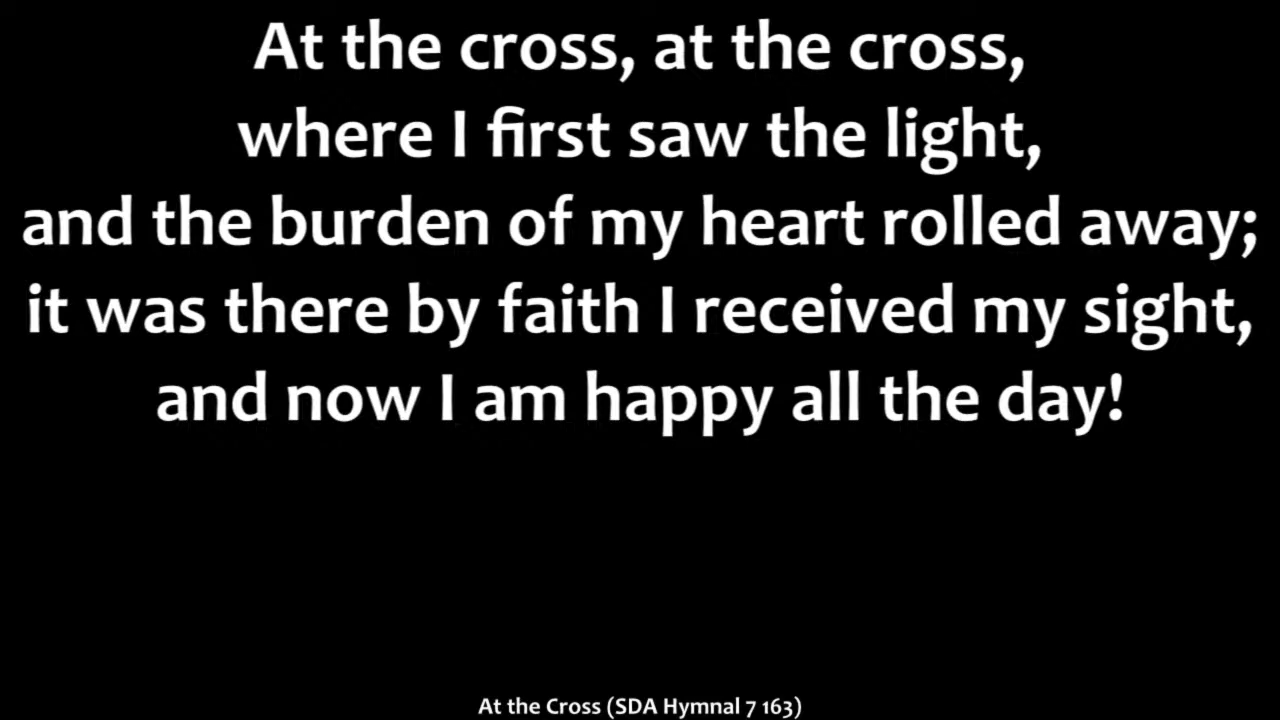 At the cross, at the cross,
where I first saw the light,
and the burden of my heart rolled away;
it was there by faith I received my sight,
and now I am happy all the day!
At the Cross (SDA Hymnal 7 163)